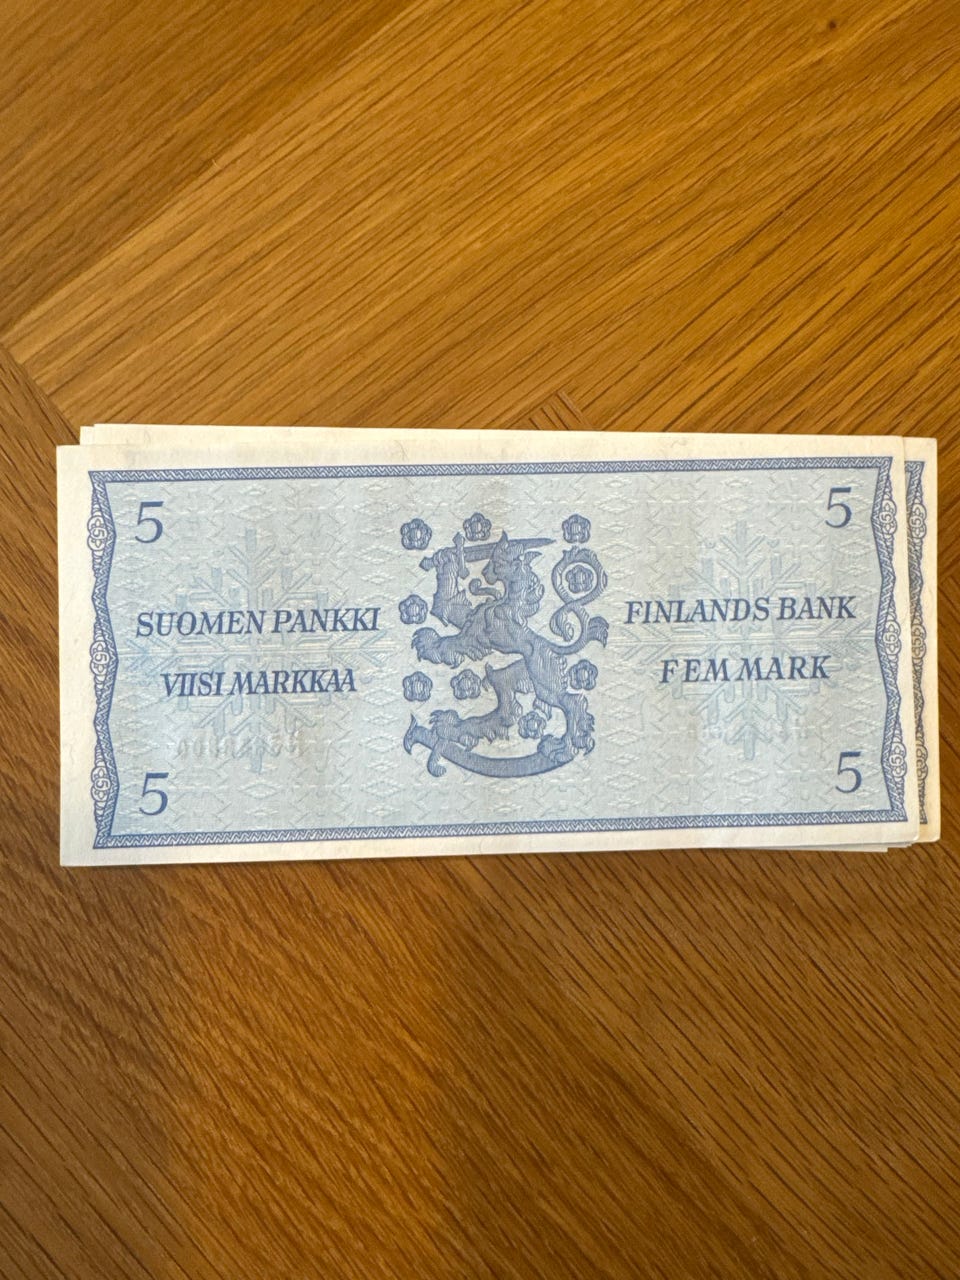 5 5
SUOMEN PANKKI FINLANDS BANK
VIISI MARKKAA FEM MARK
5 5